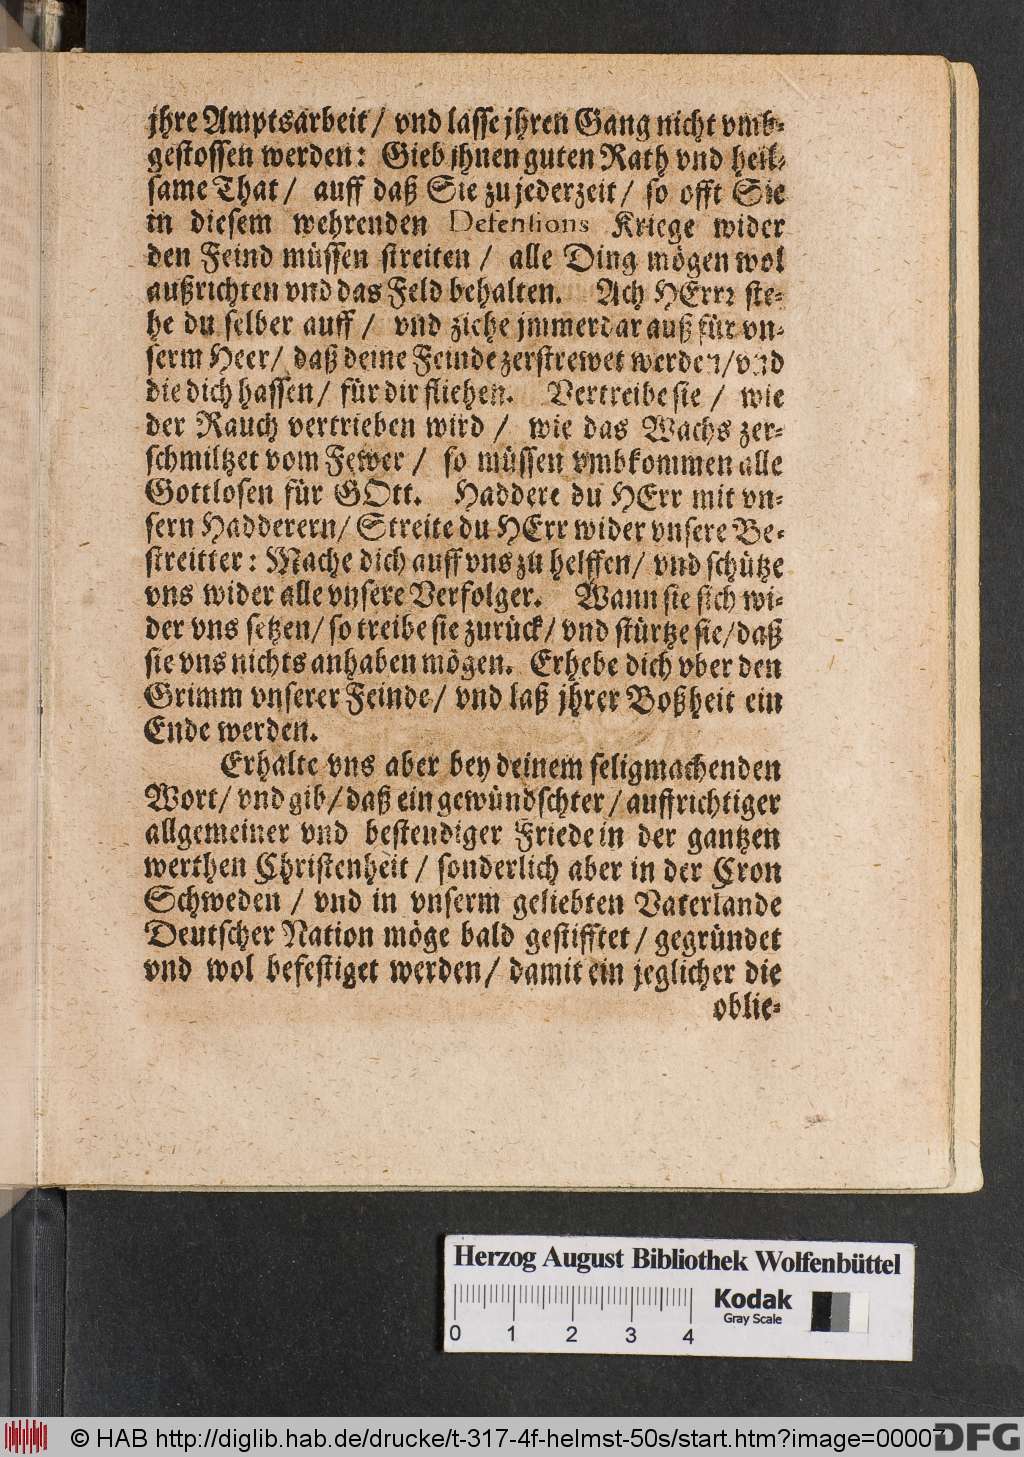 jhre Amptsarbeit / vnd lasse jhren Gang nicht vmb-
gestossen werden: Gieb ihnen guten Rath vnd heil-
same That / auff daß Sie zu jederzeit / so offt Sie
in diesem wehrenden Defensions Kriege wider
den Feind müssen streiten / alle Ding mögen wol
außrichten vnd das Feld behalten. Ach HErr ste-
he du selber auff / vnd ziehe jmmerdar auß für vn-
serm Heer / daß deine Feinde zerstrewet werden / vnd
die dich hassen / für dir fliehen. Vertreibe sie / wie
der Rauch vertrieben wird / wie das Wachs zer-
schmiltzet vom Fewer / so müssen vmbkommen alle
Gottlosen für GOtt. Haddere du HErr mit vn-
sern Hadderern / Streite du HErr wider vnsere Be-
streitter: Mache dich auff vns zu helffen / vnd schütze
vns wider alle vnsere Verfolger. Wann sie sich wi-
der vns setzen / so treibe sie zurück / vnd stürtze sie / daß
sie vns nichts anhaben mögen. Erhebe dich vber den
Grimm vnserer Feinde / vnd laß jhrer Boßheit ein
Ende werden.
Erhalte vns aber bey deinem seligmachenden
Wort / vnd gib / daß ein gewündschter / auffrichtiger
allgemeiner vnd bestendiger Friede in der gantzen
werthen Christenheit / sonderlich aber in der Cron
Schweden / vnd in vnserm geliebten Vaterlande
Deutscher Nation möge bald gestifftet / gegründet
vnd wol befestiget werden / damit ein jeglicher die
oblie-
Herzog August Bibliothek Wolfenbüttel
Kodak
Gray Scale
0 1 2 3 4
© HAB http://diglib.hab.de/drucke/t-317-4f-helmst-50s/start.htm?image=00007
DFG